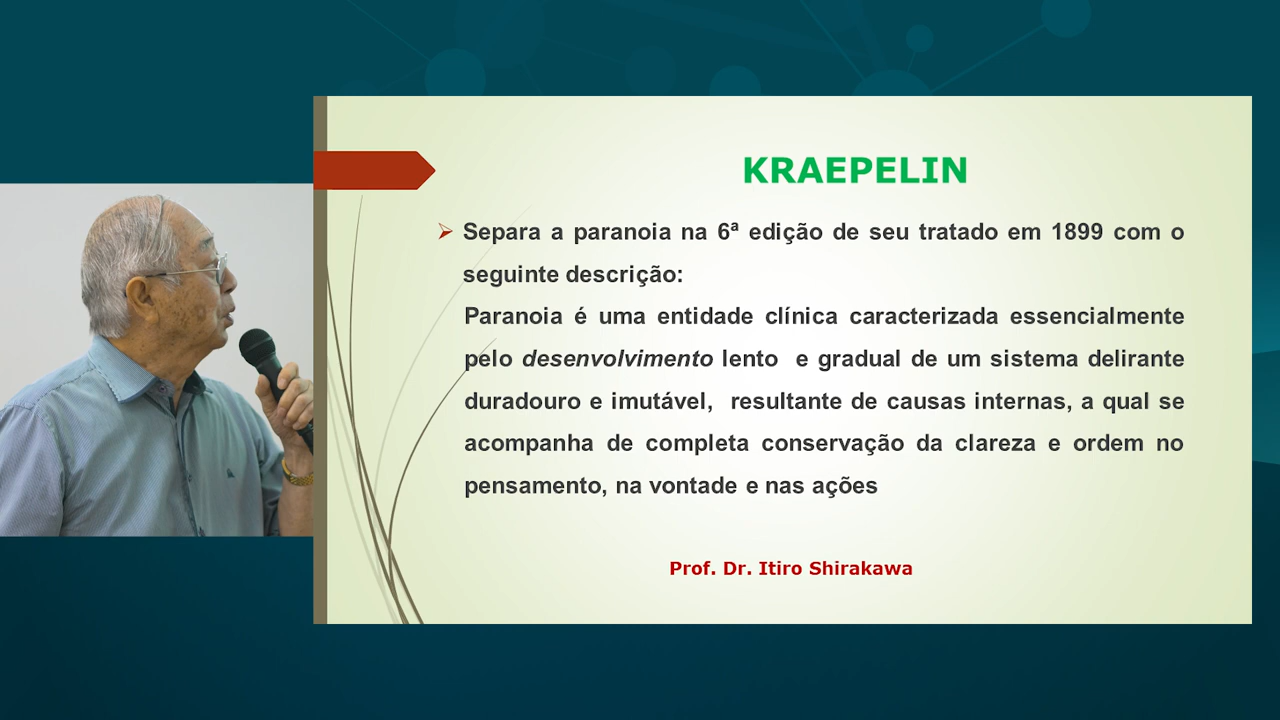 KRAEPELIN
Separa a paranoia na 6ª edição de seu tratado em 1899 com o
seguinte descrição:
Paranoia é uma entidade clínica caracterizada essencialmente
pelo desenvolvimento lento e gradual de um sistema delirante
duradouro e imutável, resultante de causas internas, a qual se
acompanha de completa conservação da clareza e ordem no
pensamento, na vontade e nas ações
Prof. Dr. Itiro Shirakawa